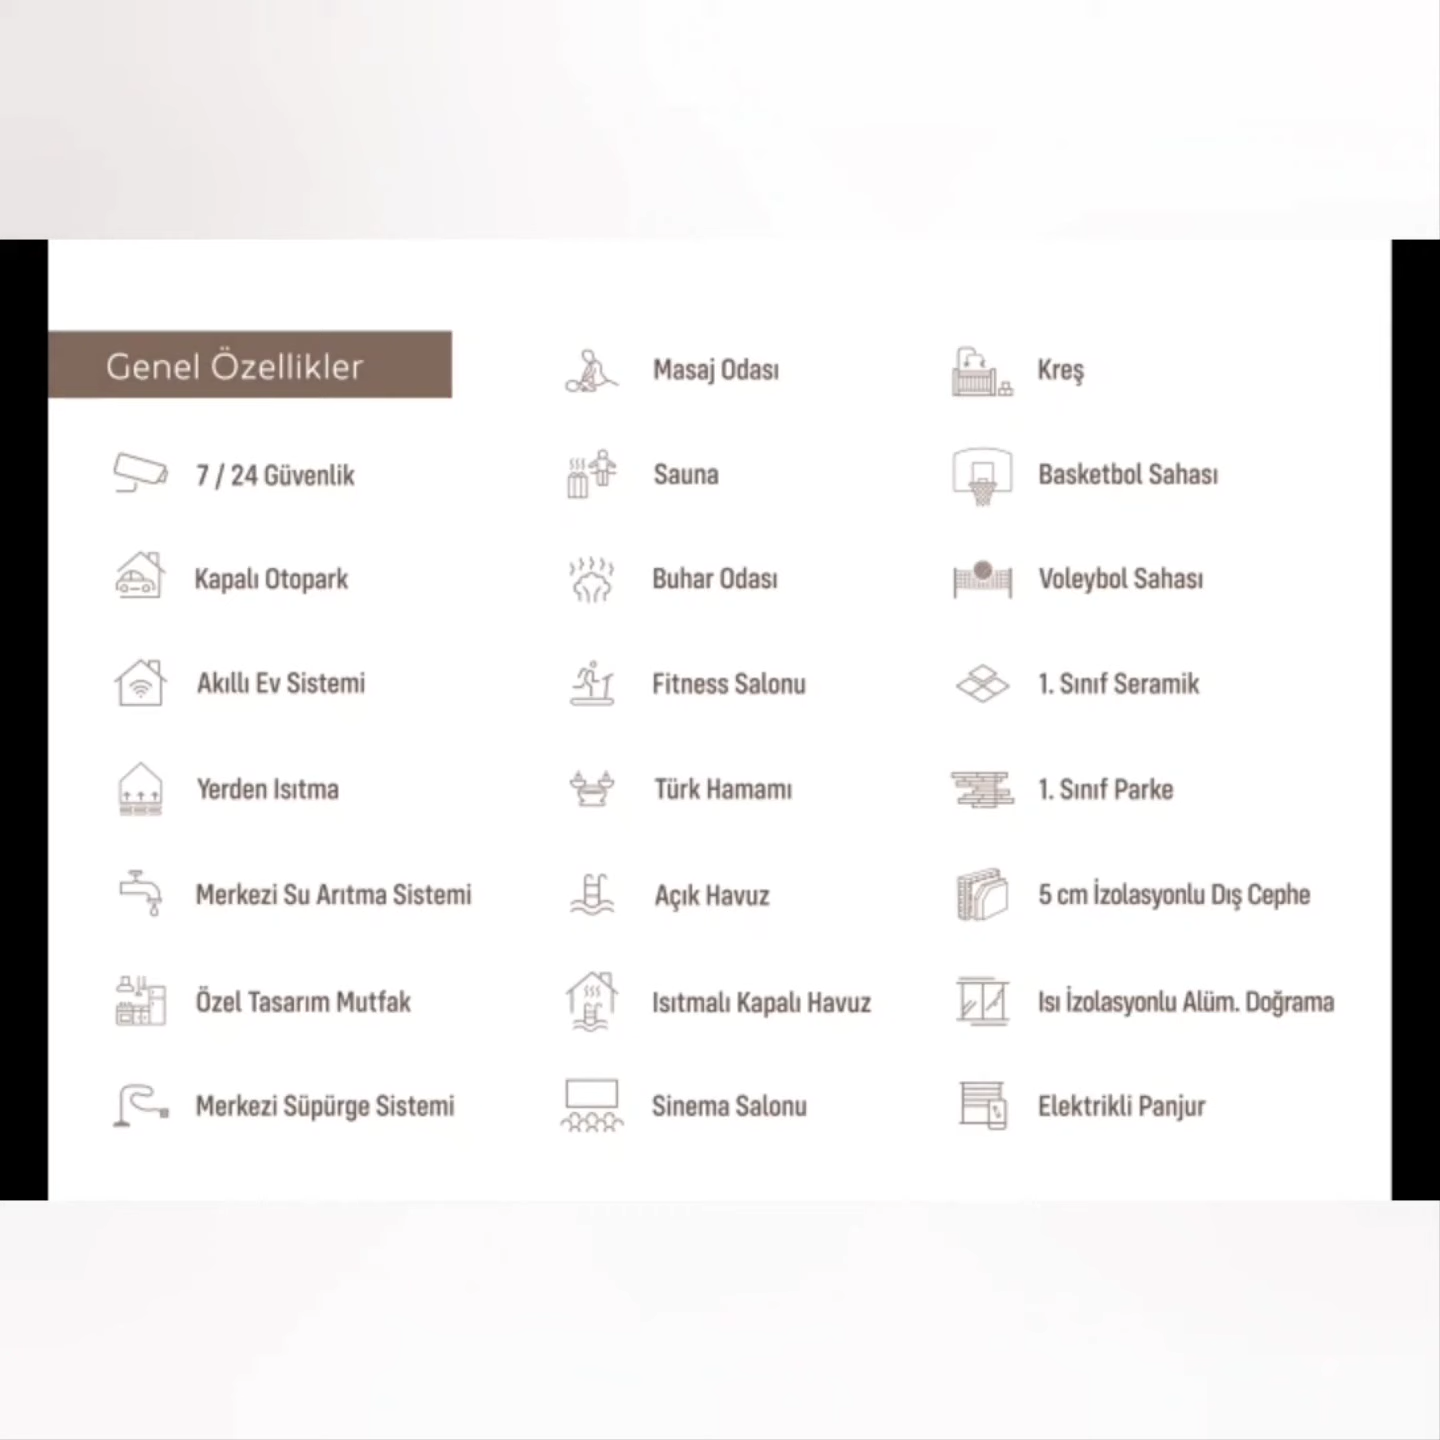 Genel Özellikler
7 / 24 Güvenlik
Kapalı Otopark
Akıllı Ev Sistemi
Yerden Isıtma
Merkezi Su Arıtma Sistemi
Özel Tasarım Mutfak
Merkezi Süpürge Sistemi
Masaj Odası
Sauna
Buhar Odası
Fitness Salonu
Türk Hamamı
Açık Havuz
Isıtmalı Kapalı Havuz
Sinema Salonu
Kreş
Basketbol Sahası
Voleybol Sahası
1. Sınıf Seramik
1. Sınıf Parke
5 cm İzolasyonlu Dış Cephe
Isı İzolasyonlu Alüm. Doğrama
Elektrikli Panjur